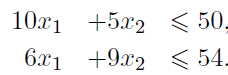 10x₁ +5x₂ ⩽ 50,
6x₁ +9x₂ ⩽ 54.